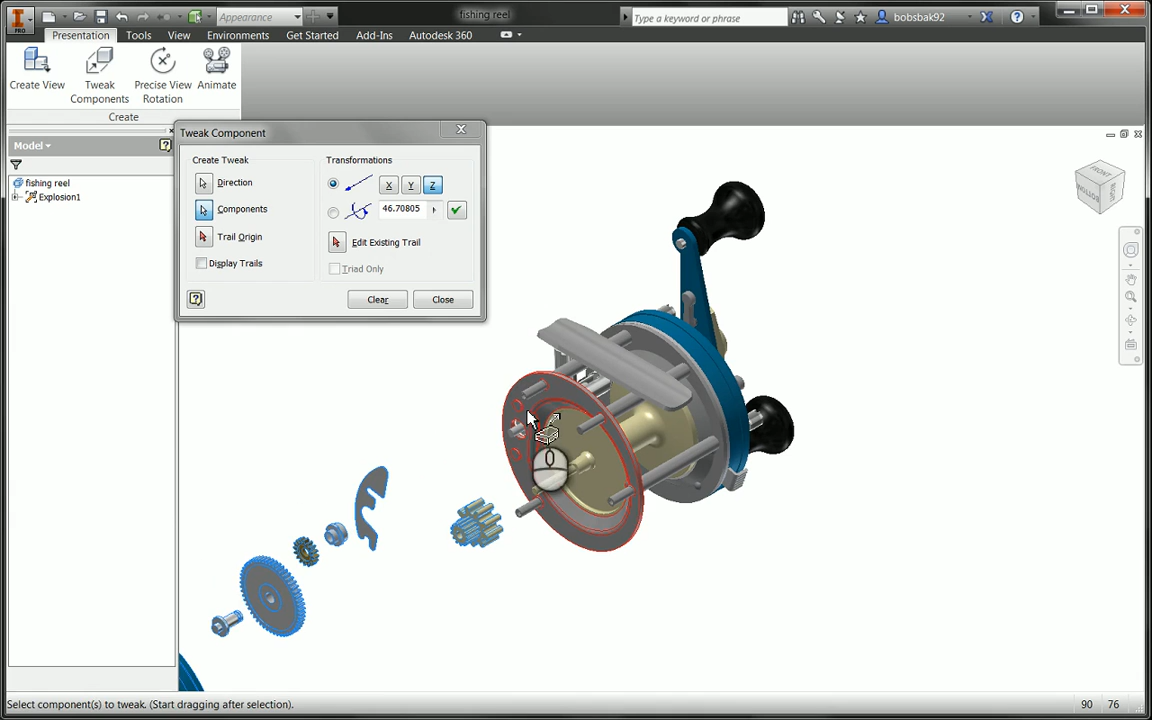 Appearance
fishing reel
Type a keyword or phrase
bobsbak92
PRO
Presentation Tools View Environments Get Started Add-Ins Autodesk 360
Create View
Tweak Components
Precise View Rotation
Animate
Create
Model
fishing reel
Explosion1
Tweak Component
Create Tweak
Direction
Components
Trail Origin
Display Trails
Transformations
X Y Z
46.70805
Edit Existing Trail
Triad Only
Clear
Close
FRONT
RIGHT
Select component(s) to tweak. (Start dragging after selection).
90 76